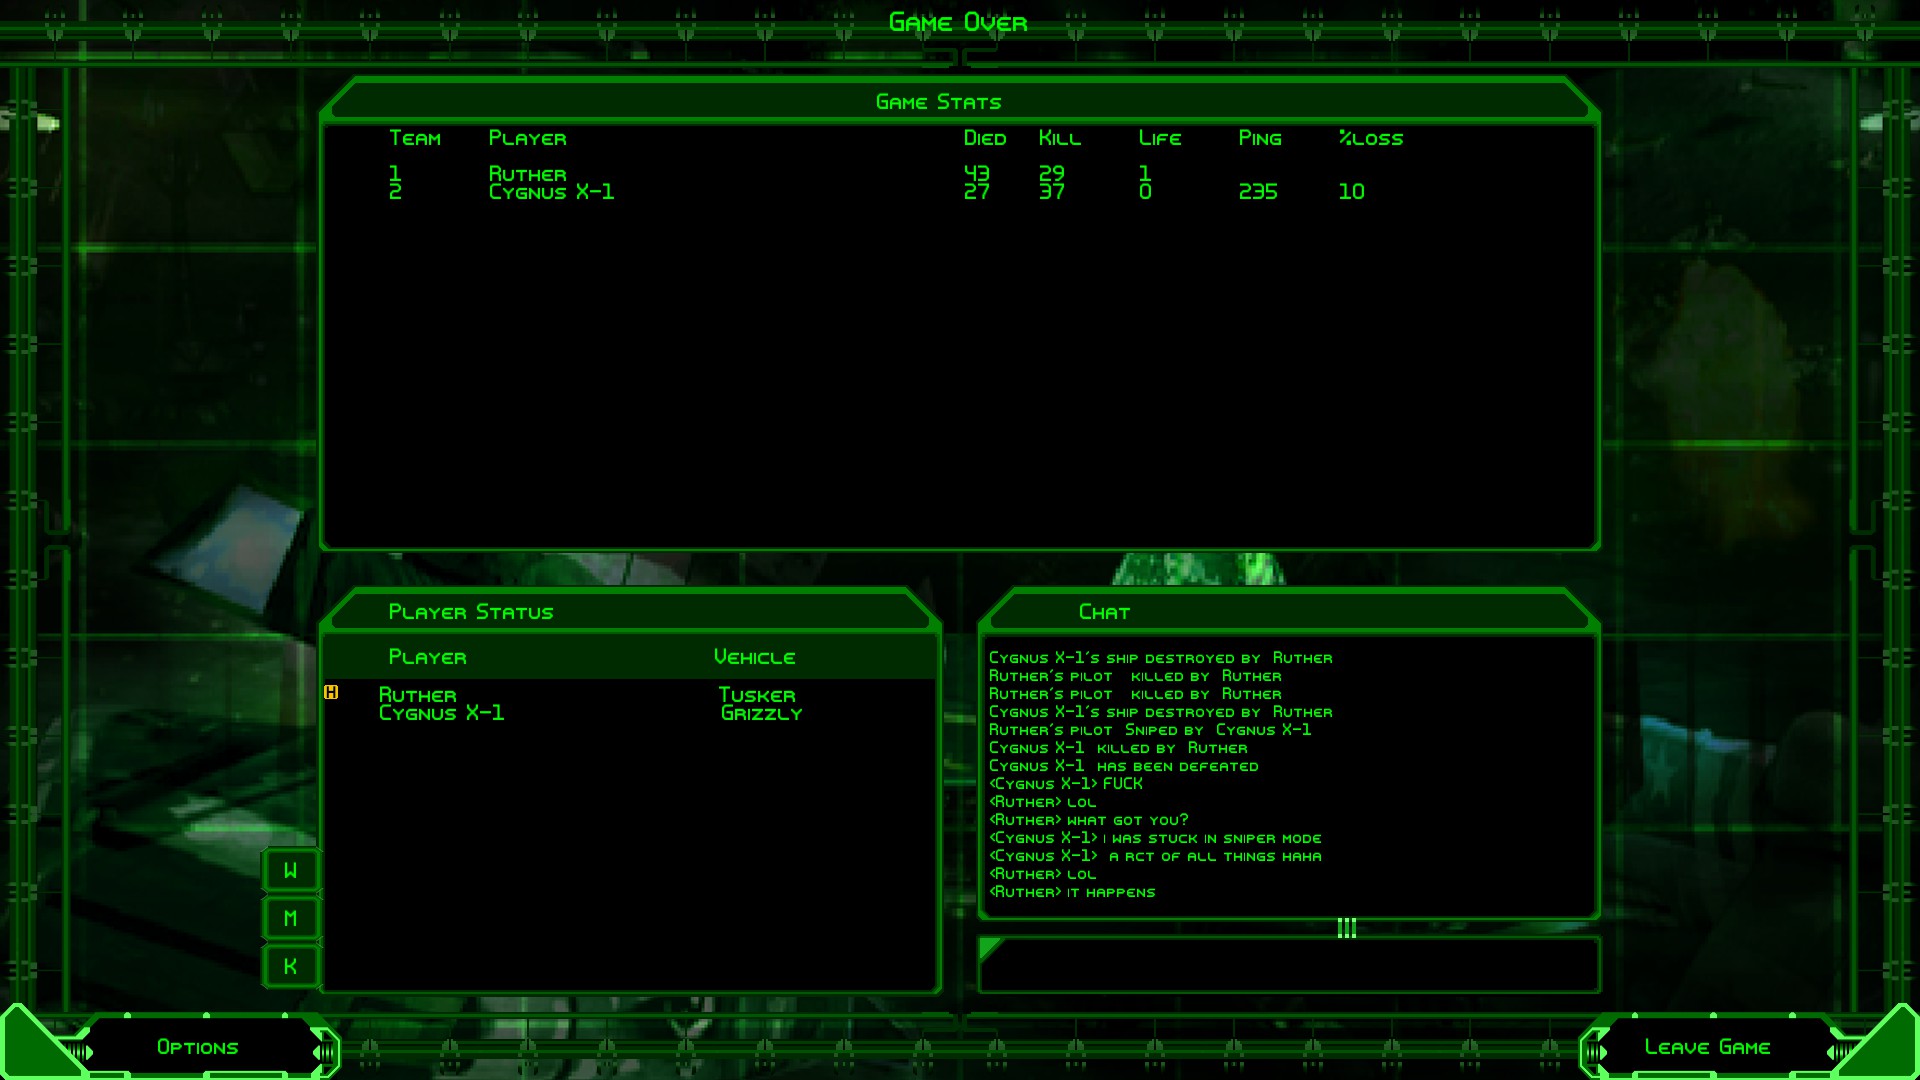 Game Over
Game Stats
Team Player Died Kill Life Ping %Loss
1 Ruther 43 29 1
2 Cygnus X-1 27 37 0 235 10
Player Status
Player Vehicle
H Ruther Tusker
Cygnus X-1 Grizzly
W
M
K
Chat
Cygnus X-1's ship destroyed by Ruther
Ruther's pilot killed by Ruther
Ruther's pilot killed by Ruther
Cygnus X-1's ship destroyed by Ruther
Ruther's pilot Sniped by Cygnus X-1
Cygnus X-1 killed by Ruther
Cygnus X-1 has been defeated
<Cygnus X-1> FUCK
<Ruther> lol
<Ruther> what got you?
<Cygnus X-1> i was stuck in sniper mode
<Cygnus X-1> a rct of all things haha
<Ruther> lol
<Ruther> it happens
Options
Leave Game